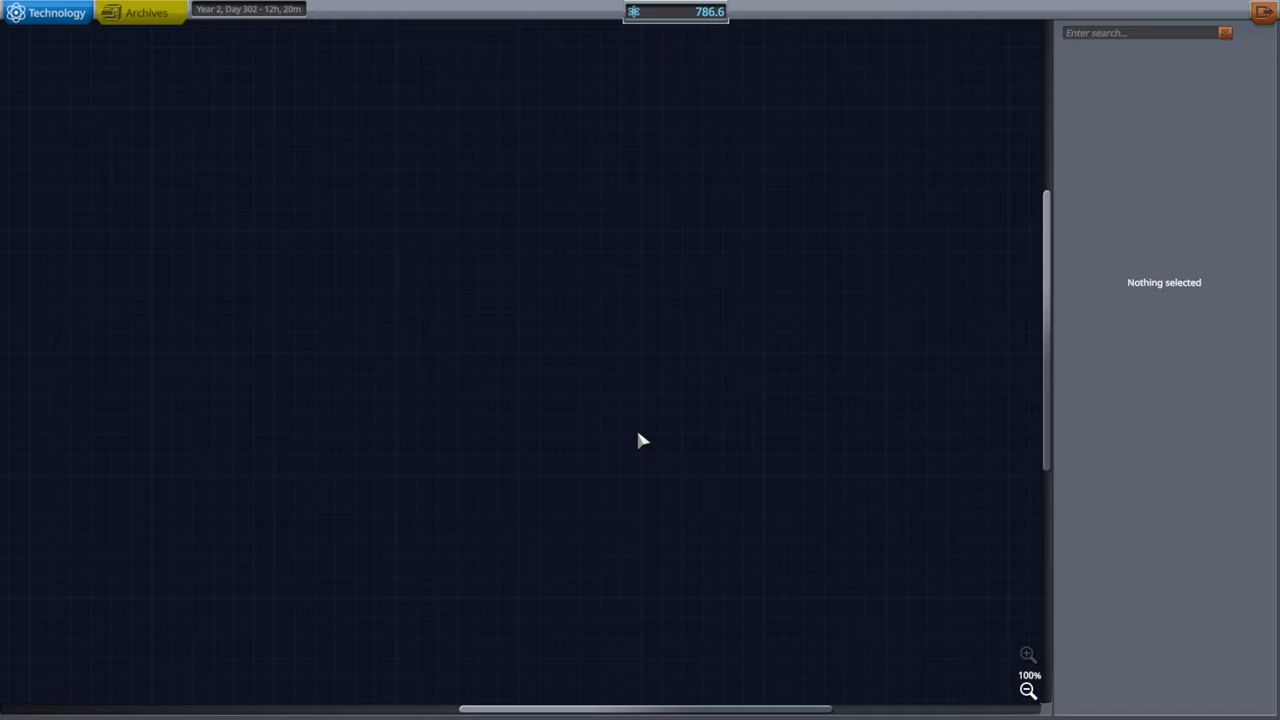 Technology
Archives
Year 2, Day 302 - 12h, 20m
786.6
Enter search...
Nothing selected
100%